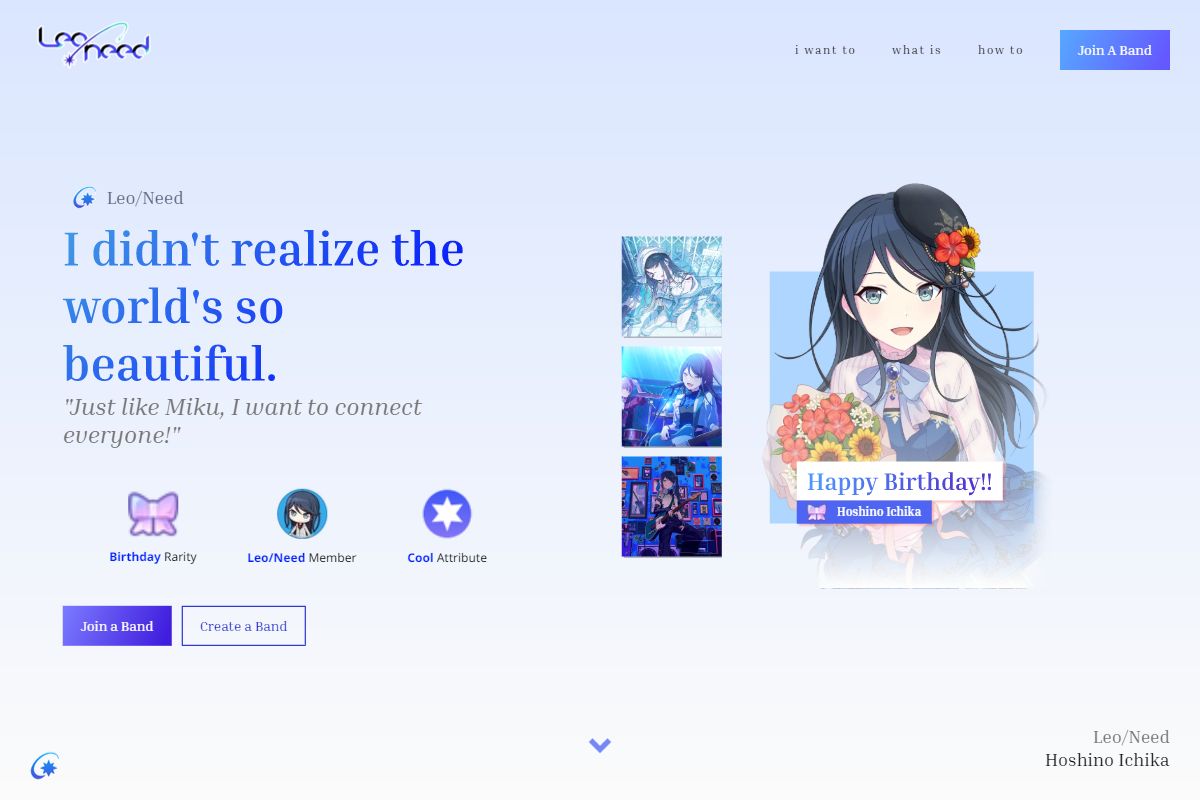 Leo/need
i want to
what is
how to
Join A Band
Leo/Need
I didn't realize the
world's so
beautiful.
"Just like Miku, I want to connect
everyone!"
Birthday Rarity
Leo/Need Member
Cool Attribute
Join a Band
Create a Band
Happy Birthday!!
Hoshino Ichika
Leo/Need
Hoshino Ichika